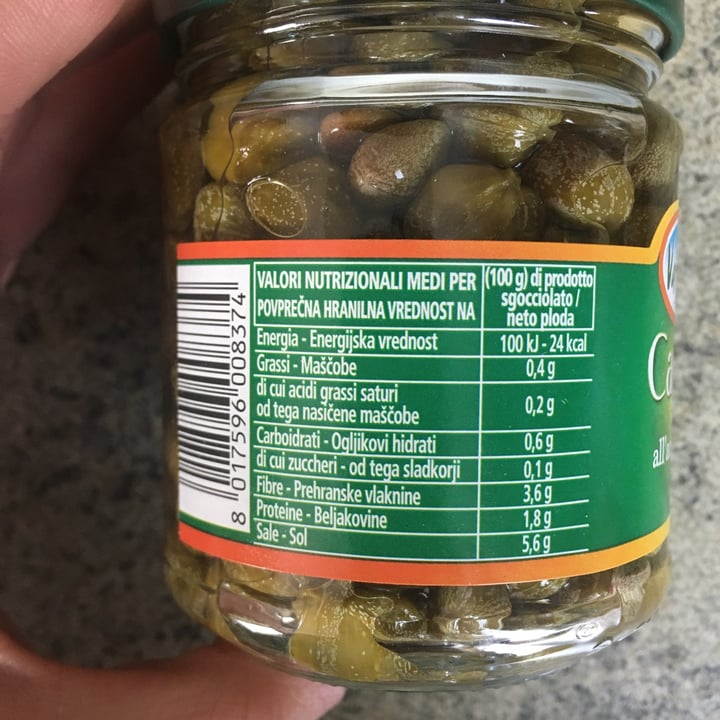 VALORI NUTRIZIONALI MEDI PER (100 g) di prodotto
POVPREČNA HRANILNA VREDNOST NA sgocciolato /
neto ploda
Energia - Energijska vrednost 100 kJ - 24 kcal
Grassi - Maščobe 0,4 g
di cui acidi grassi saturi
od tega nasičene maščobe 0,2 g
Carboidrati - Ogljikovi hidrati 0,6 g
di cui zuccheri - od tega sladkorji 0,1 g
Fibre - Prehranske vlaknine 3,6 g
Proteine - Beljakovine 1,8 g
Sale - Sol 5,6 g
8 017596 008374
Ca
all'